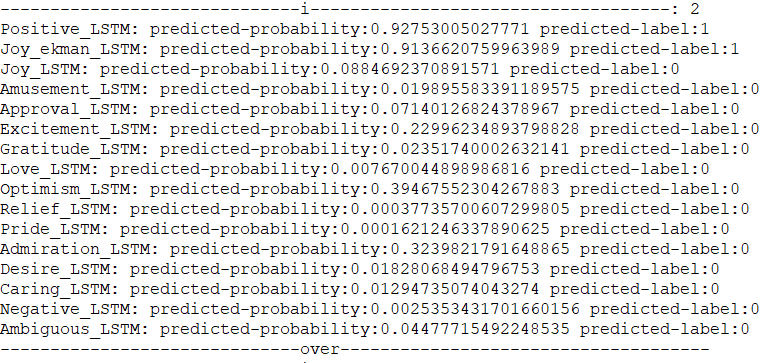 ------------------------------i------------------------------------: 2
Positive_LSTM: predicted-probability:0.92753005027771 predicted-label:1
Joy_ekman_LSTM: predicted-probability:0.9136620759963989 predicted-label:1
Joy_LSTM: predicted-probability:0.0884692370891571 predicted-label:0
Amusement_LSTM: predicted-probability:0.019895583391189575 predicted-label:0
Approval_LSTM: predicted-probability:0.07140126824378967 predicted-label:0
Excitement_LSTM: predicted-probability:0.22996234893798828 predicted-label:0
Gratitude_LSTM: predicted-probability:0.02351740002632141 predicted-label:0
Love_LSTM: predicted-probability:0.007670044898986816 predicted-label:0
Optimism_LSTM: predicted-probability:0.39467552304267883 predicted-label:0
Relief_LSTM: predicted-probability:0.00037735700607299805 predicted-label:0
Pride_LSTM: predicted-probability:0.0001621246337890625 predicted-label:0
Admiration_LSTM: predicted-probability:0.3239821791648865 predicted-label:0
Desire_LSTM: predicted-probability:0.01828068494796753 predicted-label:0
Caring_LSTM: predicted-probability:0.01294735074043274 predicted-label:0
Negative_LSTM: predicted-probability:0.0025353431701660156 predicted-label:0
Ambiguous_LSTM: predicted-probability:0.04477715492248535 predicted-label:0
------------------------------over-------------------------------------